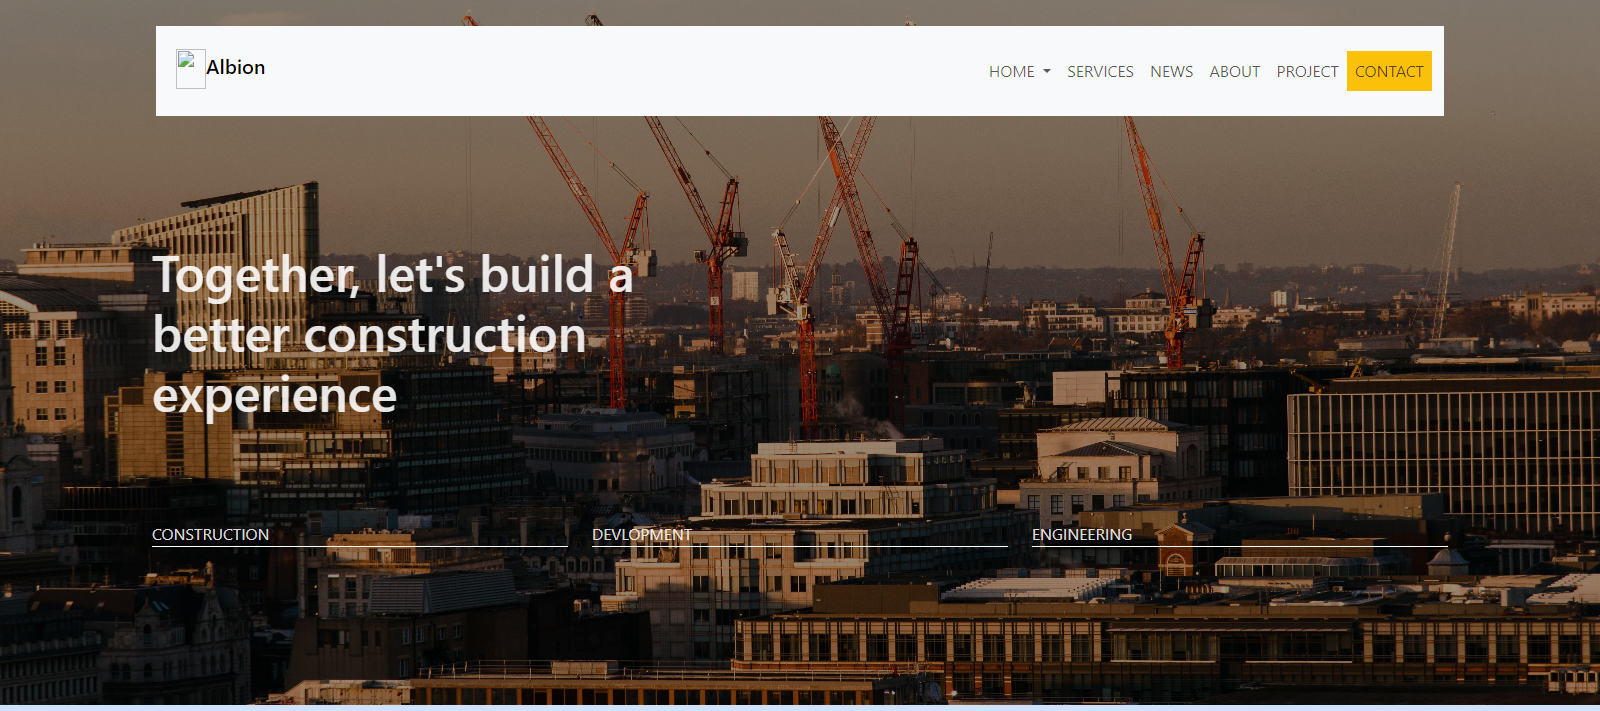 Albion
HOME SERVICES NEWS ABOUT PROJECT CONTACT
Together, let's build a
better construction
experience
CONSTRUCTION DEVLOPMENT ENGINEERING